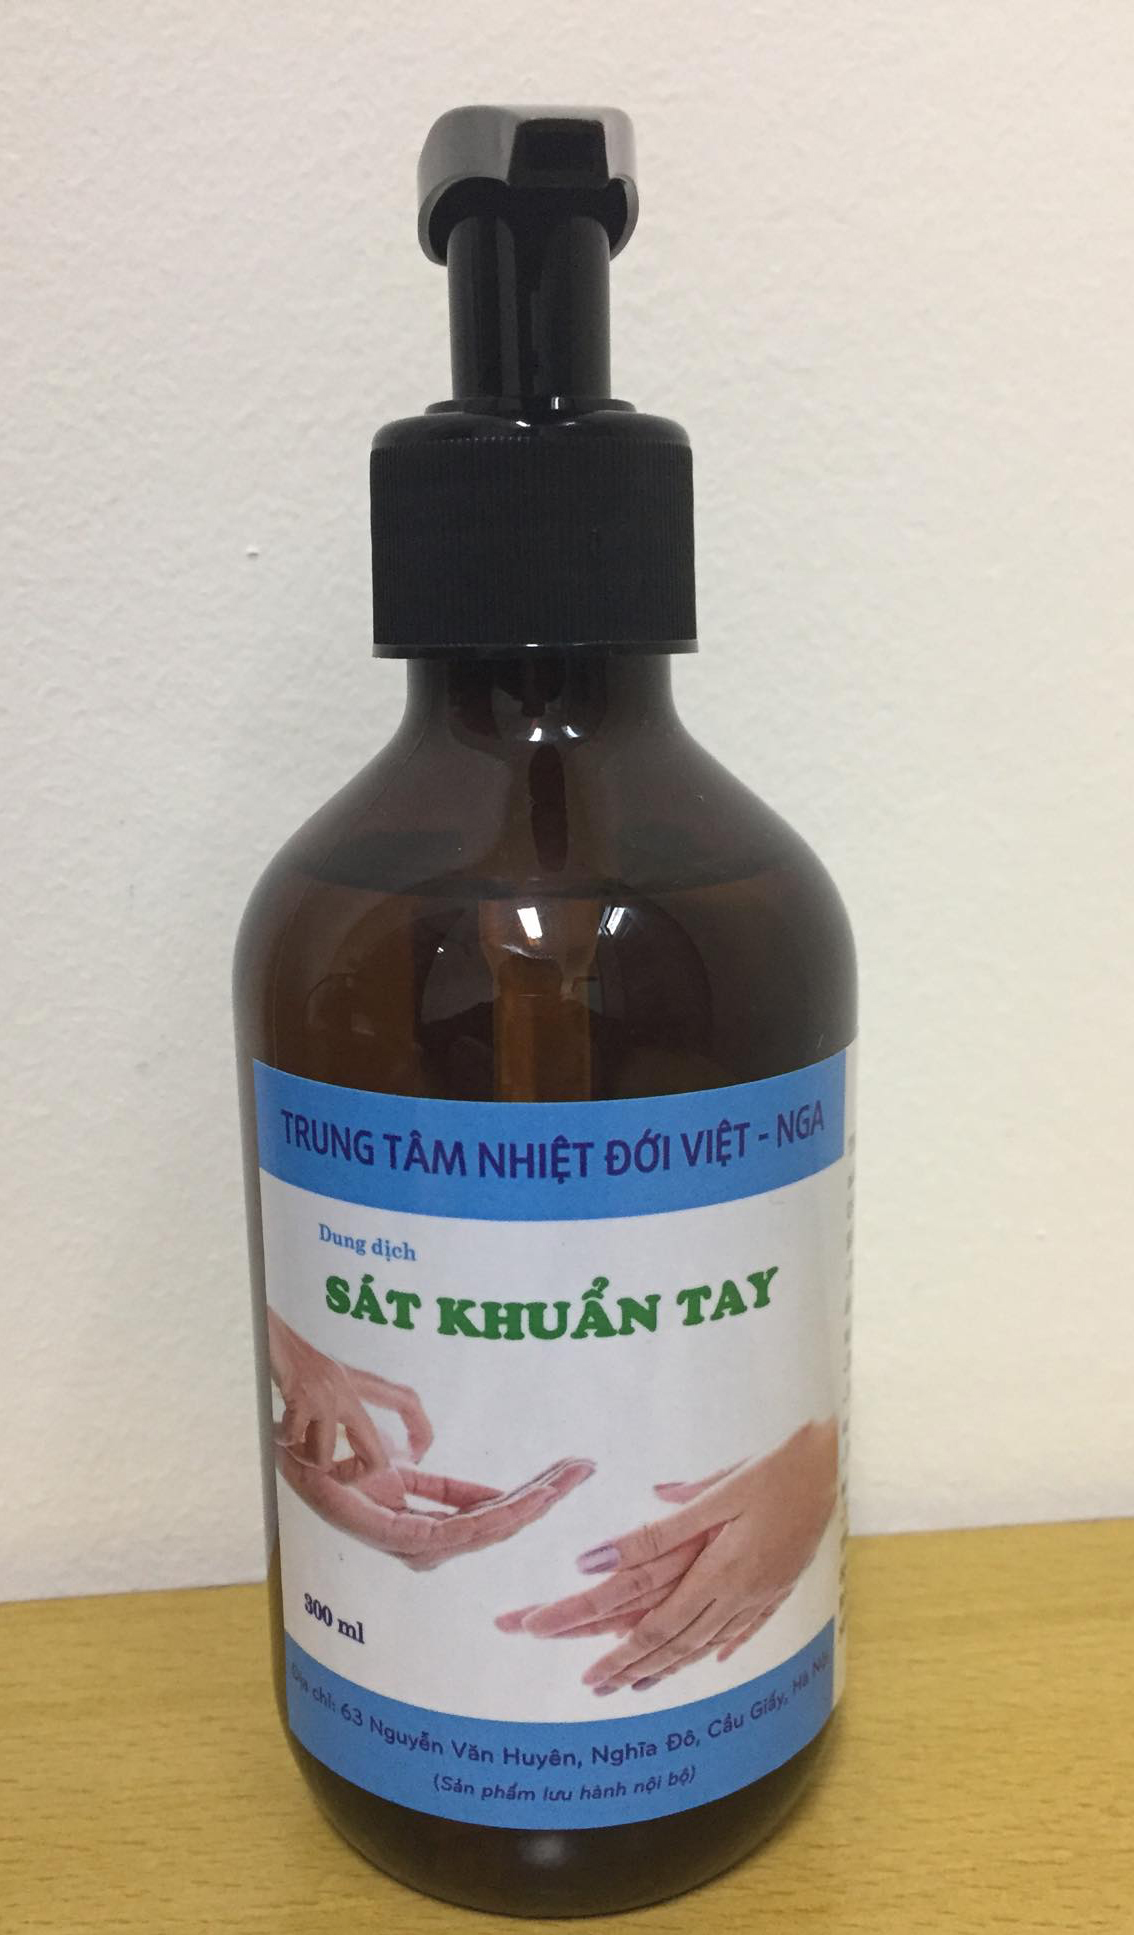 TRUNG TÂM NHIỆT ĐỚI VIỆT - NGA
Dung dịch
SÁT KHUẨN TAY
300 ml
Địa chỉ: 63 Nguyễn Văn Huyên, Nghĩa Đô, Cầu Giấy, Hà Nội
(Sản phẩm lưu hành nội bộ)